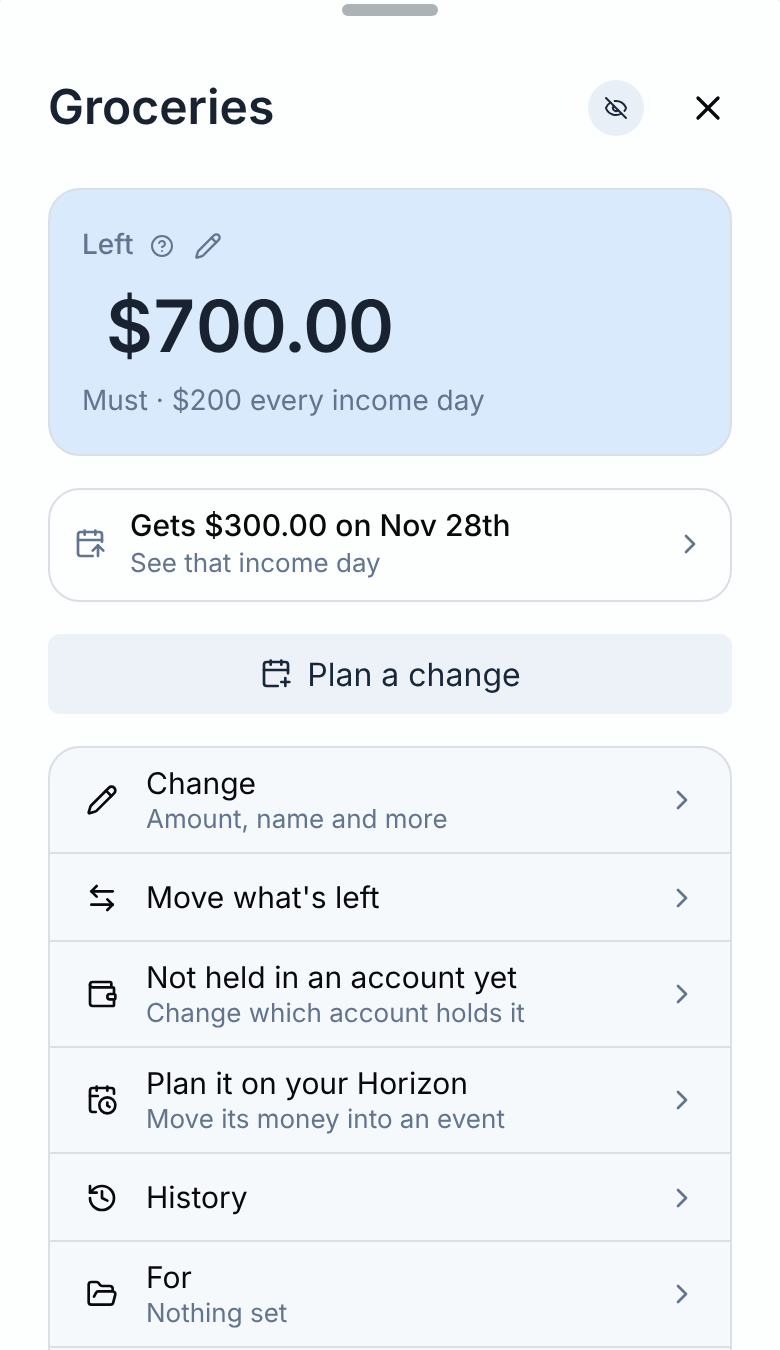 Groceries
Left
$700.00
Must · $200 every income day
Gets $300.00 on Nov 28th
See that income day
Plan a change
Change
Amount, name and more
Move what's left
Not held in an account yet
Change which account holds it
Plan it on your Horizon
Move its money into an event
History
For
Nothing set